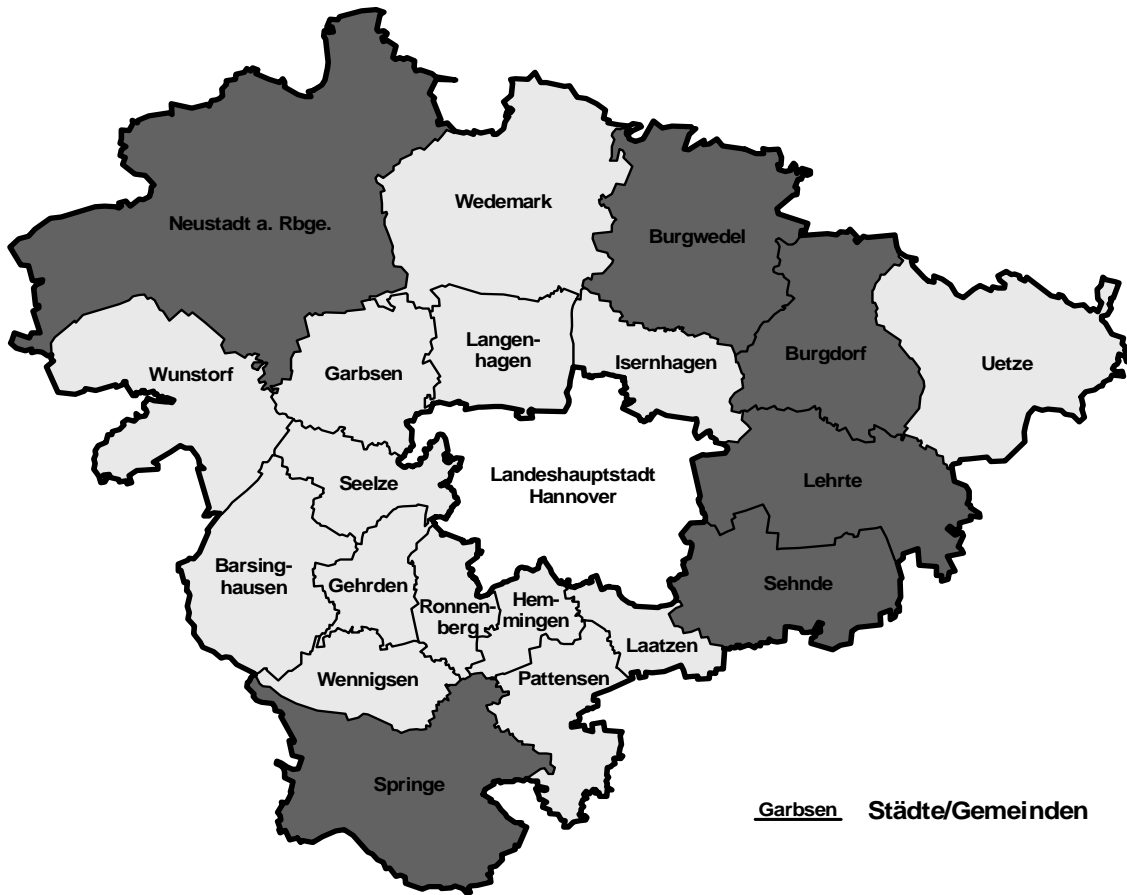 Wedemark
Neustadt a. Rbge.
Burgwedel
Langen-
hagen
Burgdorf
Isernhagen
Uetze
Wunstorf
Garbsen
Landeshauptstadt
Hannover
Seelze
Lehrte
Barsing-
hausen
Gehrden
Sehnde
Ronnen-
berg
Hem-
mingen
Laatzen
Wennigsen
Pattensen
Springe
Garbsen Städte/Gemeinden